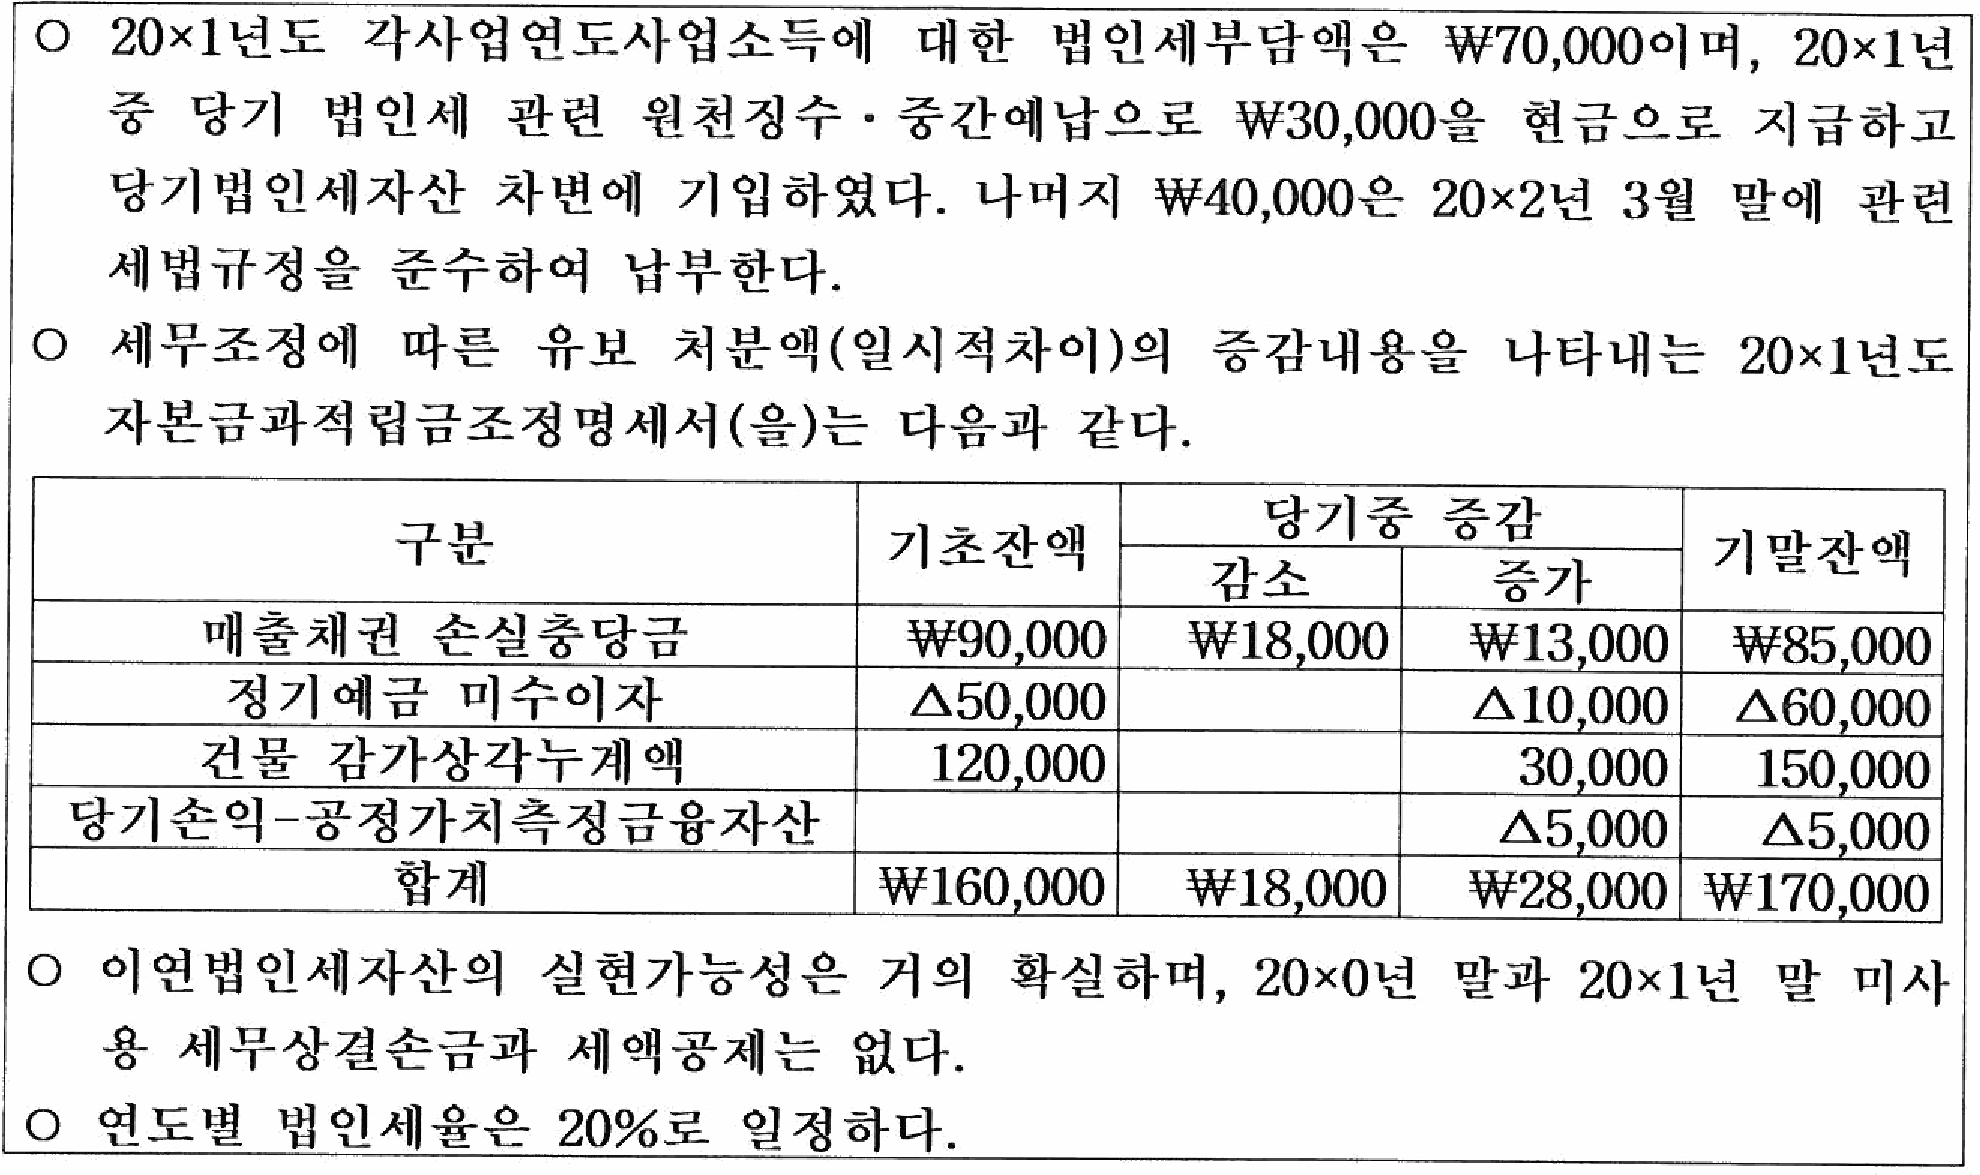 ○ 20×1년도 각사업연도사업소득에 대한 법인세부담액은 ₩70,000이며, 20×1년
중 당기 법인세 관련 원천징수·중간예납으로 ₩30,000을 현금으로 지급하고
당기법인세자산 차변에 기입하였다. 나머지 ₩40,000은 20×2년 3월 말에 관련
세법규정을 준수하여 납부한다.
○ 세무조정에 따른 유보 처분액(일시적차이)의 증감내용을 나타내는 20×1년도
자본금과적립금조정명세서(을)는 다음과 같다.
구분 기초잔액 당기중 증감 기말잔액
감소 증가
매출채권 손실충당금 ₩90,000 ₩18,000 ₩13,000 ₩85,000
정기예금 미수이자 △50,000 △10,000 △60,000
건물 감가상각누계액 120,000 30,000 150,000
당기손익-공정가치측정금융자산 △5,000 △5,000
합계 ₩160,000 ₩18,000 ₩28,000 ₩170,000
○ 이연법인세자산의 실현가능성은 거의 확실하며, 20×0년 말과 20×1년 말 미사
용 세무상결손금과 세액공제는 없다.
○ 연도별 법인세율은 20%로 일정하다.